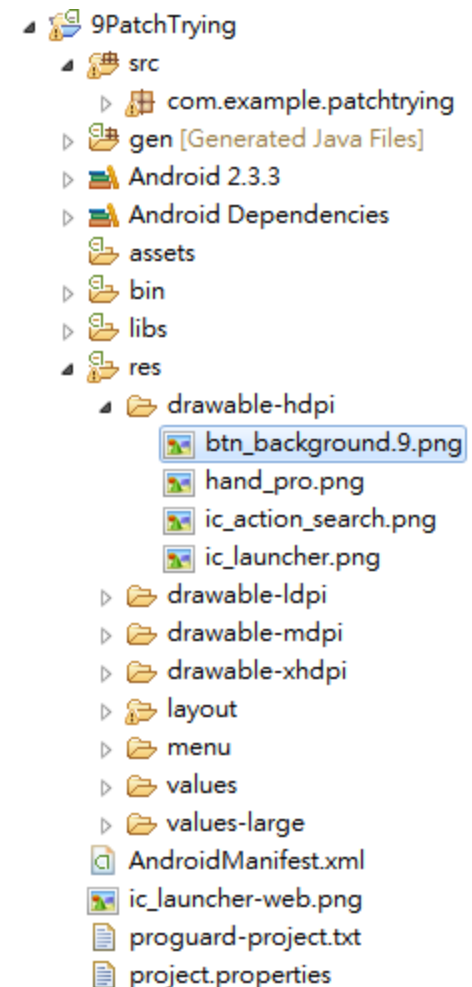 9PatchTrying
src
com.example.patchtrying
gen [Generated Java Files]
Android 2.3.3
Android Dependencies
assets
bin
libs
res
drawable-hdpi
btn_background.9.png
hand_pro.png
ic_action_search.png
ic_launcher.png
drawable-ldpi
drawable-mdpi
drawable-xhdpi
layout
menu
values
values-large
AndroidManifest.xml
ic_launcher-web.png
proguard-project.txt
project.properties